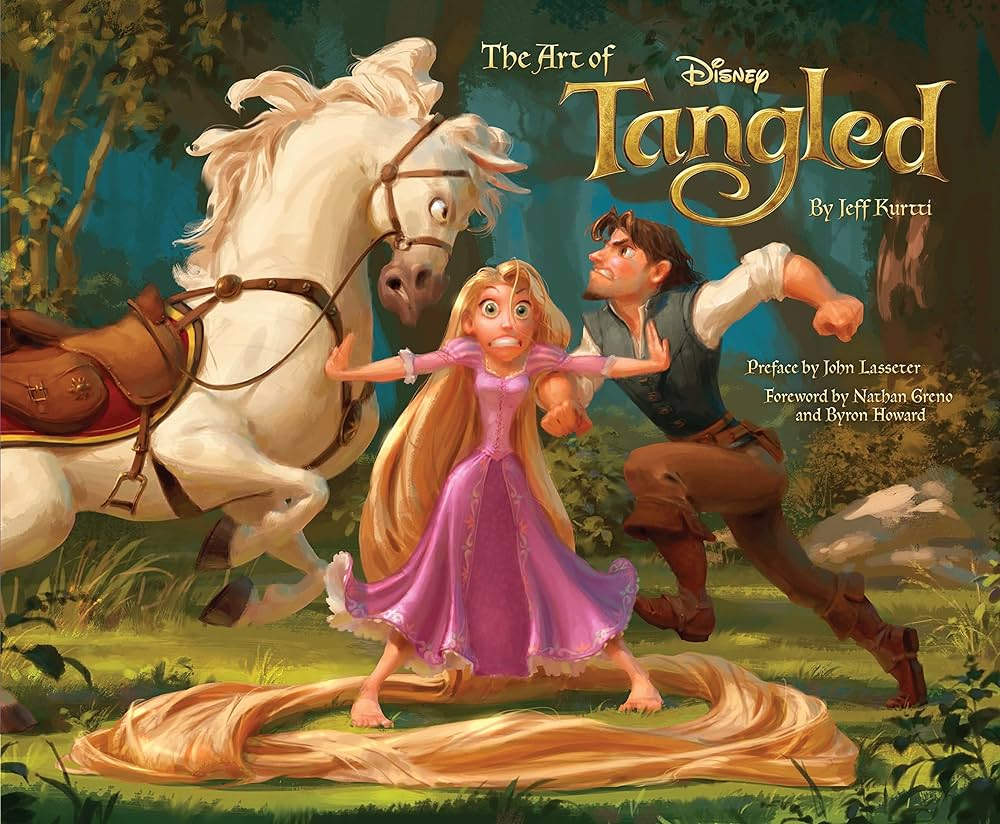 The Art of
Disney
Tangled
By Jeff Kurtti
Preface by John Lasseter
Foreword by Nathan Greno
and Byron Howard